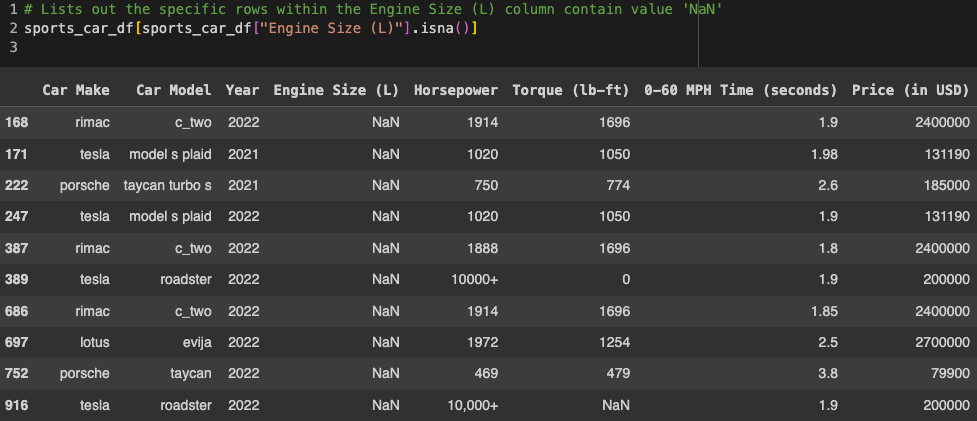 1 # Lists out the specific rows within the Engine Size (L) column contain value 'NaN'
2 sports_car_df[sports_car_df["Engine Size (L)"].isna()]
3
Car Make Car Model Year Engine Size (L) Horsepower Torque (lb-ft) 0-60 MPH Time (seconds) Price (in USD)
168 rimac c_two 2022 NaN 1914 1696 1.9 2400000
171 tesla model s plaid 2021 NaN 1020 1050 1.98 131190
222 porsche taycan turbo s 2021 NaN 750 774 2.6 185000
247 tesla model s plaid 2022 NaN 1020 1050 1.9 131190
387 rimac c_two 2022 NaN 1888 1696 1.8 2400000
389 tesla roadster 2022 NaN 10000+ 0 1.9 200000
686 rimac c_two 2022 NaN 1914 1696 1.85 2400000
697 lotus evija 2022 NaN 1972 1254 2.5 2700000
752 porsche taycan 2022 NaN 469 479 3.8 79900
916 tesla roadster 2022 NaN 10,000+ NaN 1.9 200000